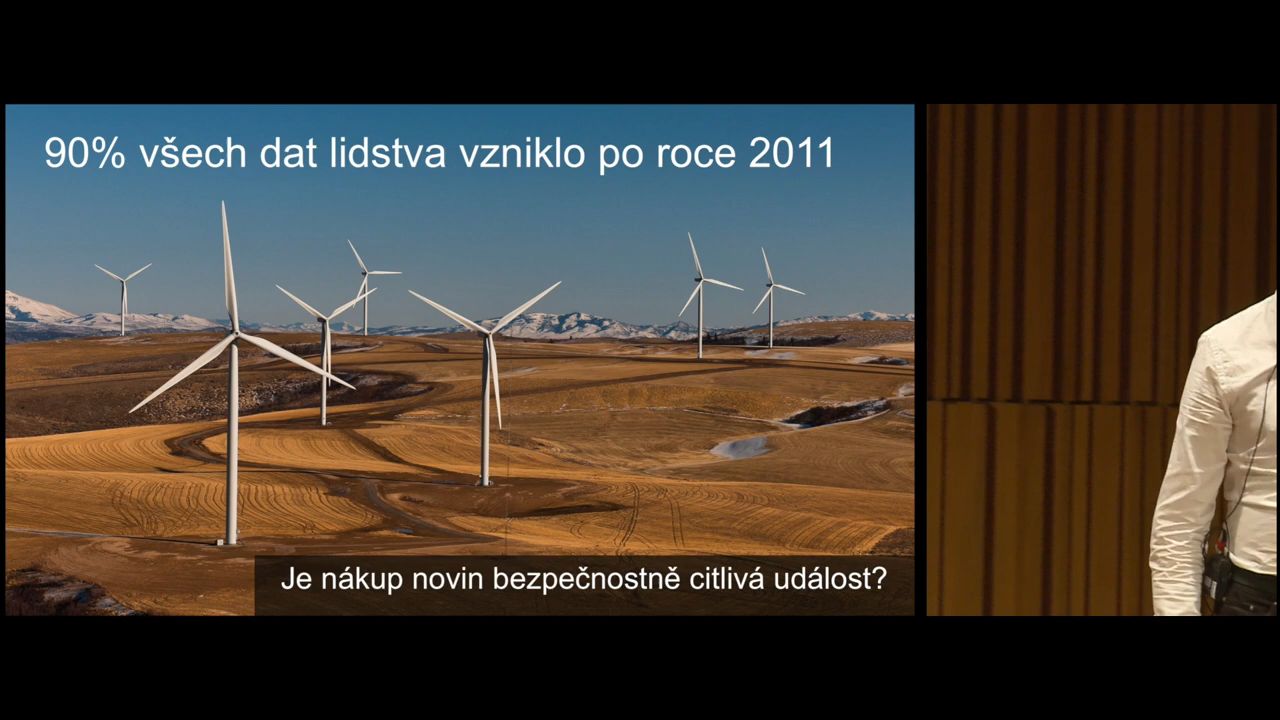 90% všech dat lidstva vzniklo po roce 2011
Je nákup novin bezpečnostně citlivá událost?